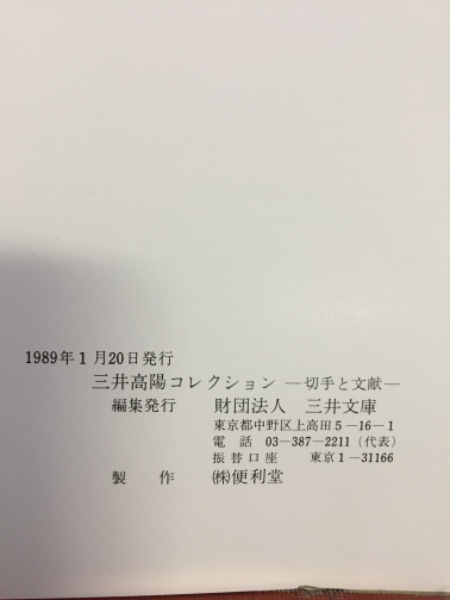 1989年1月20日発行
三井高陽コレクション ―切手と文献―
編集発行 財団法人 三井文庫
東京都中野区上高田5－16－1
電話 03－387－2211（代表）
振替口座 東京1－31166
製作 ㈱便利堂